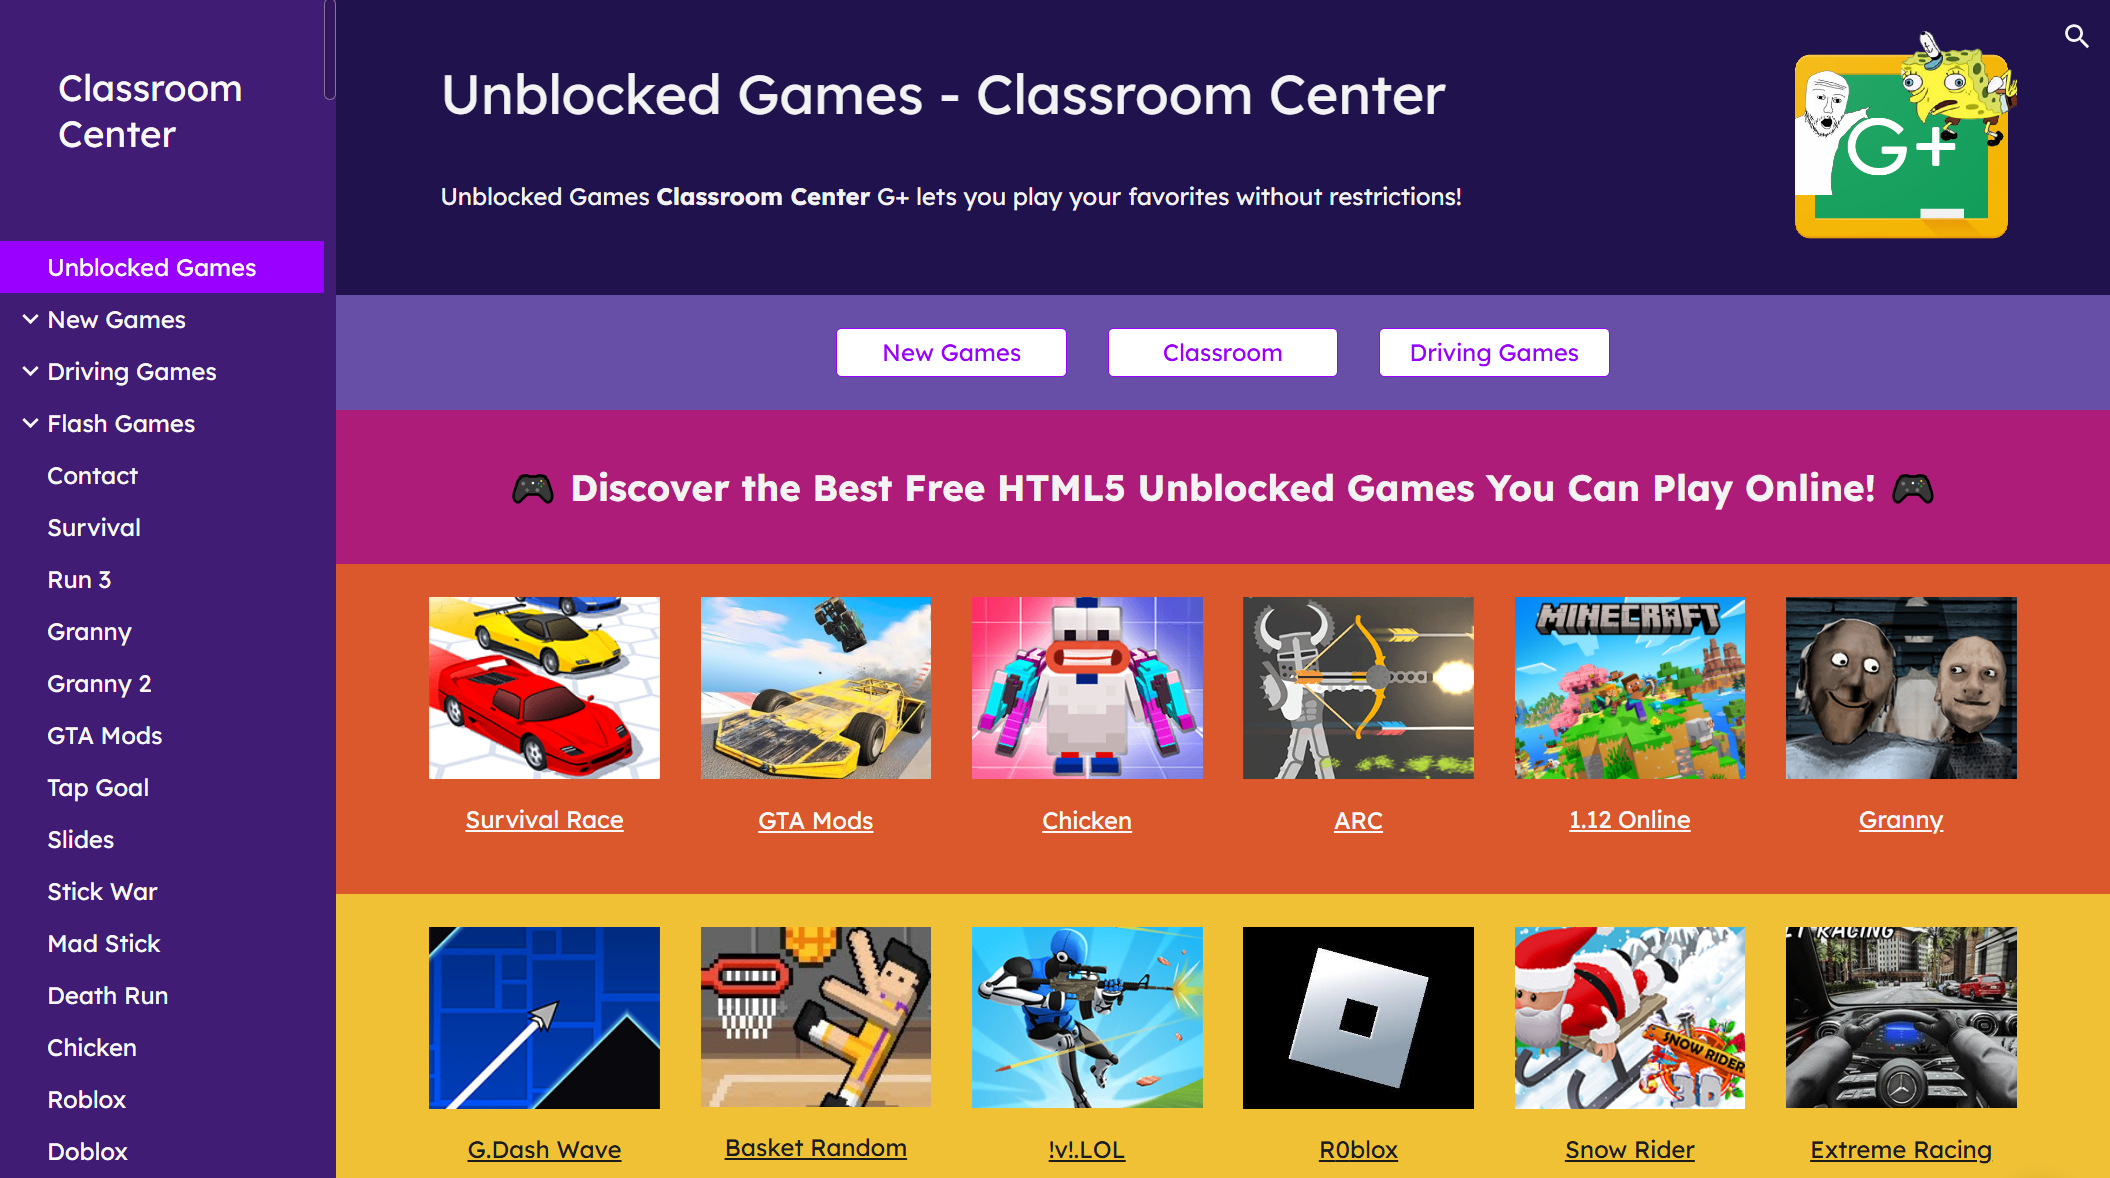 Classroom
Center
Unblocked Games
New Games
Driving Games
Flash Games
Contact
Survival
Run 3
Granny
Granny 2
GTA Mods
Tap Goal
Slides
Stick War
Mad Stick
Death Run
Chicken
Roblox
Doblox
Unblocked Games - Classroom Center
Unblocked Games Classroom Center G+ lets you play your favorites without restrictions!
G+
New Games Classroom Driving Games
🎮 Discover the Best Free HTML5 Unblocked Games You Can Play Online! 🎮
MINECRAFT
Survival Race GTA Mods Chicken ARC 1.12 Online Granny
RACING
SNOW RIDER
3D
G.Dash Wave Basket Random !v!.LOL R0blox Snow Rider Extreme Racing